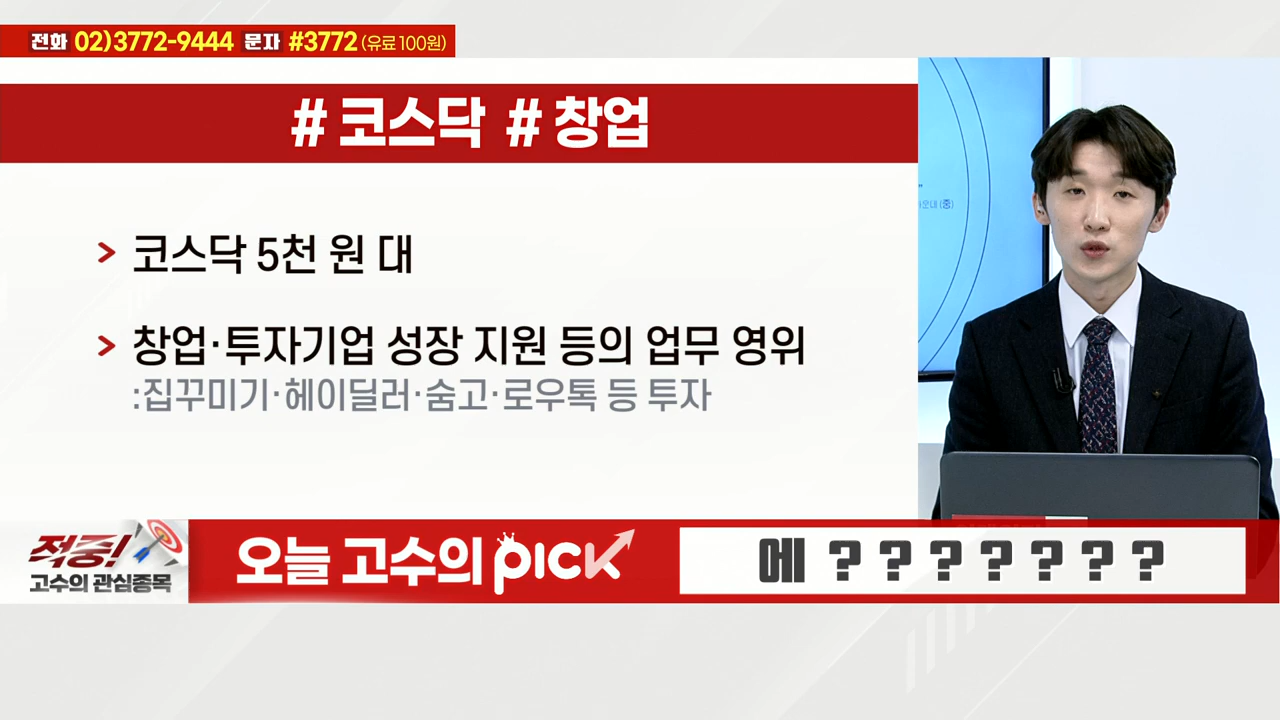 전화 02)3772-9444 문자 #3772 (유료 100원)
# 코스닥 # 창업
> 코스닥 5천 원 대
> 창업·투자기업 성장 지원 등의 업무 영위
:집꾸미기·헤이딜러·숨고·로우톡 등 투자
적중!
고수의 관심종목
오늘 고수의 pick
에 ? ? ? ? ? ? ?